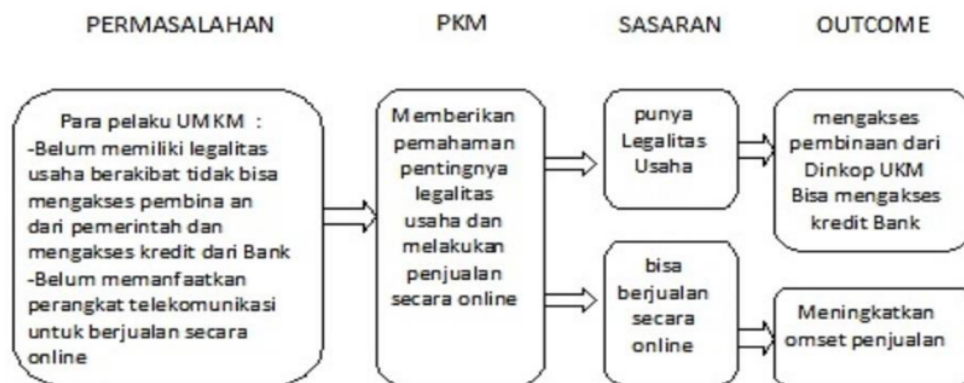 PERMASALAHAN
PKM
SASARAN
OUTCOME
Para pelaku UMKM :
-Belum memiliki legalitas
usaha berakibat tidak bisa
mengakses pembina an
dari pemerintah dan
mengakses kredit dari Bank
-Belum memanfaatkan
perangkat telekomunikasi
untuk berjualan secara
online
Memberikan
pemahaman
pentingnya
legalitas
usaha dan
melakukan
penjualan
secara online
punya
Legalitas
Usaha
bisa
berjualan
secara
online
mengakses
pembinaan dari
Dinkop UKM
Bisa mengakses
kredit Bank
Meningkatkan
omset penjualan